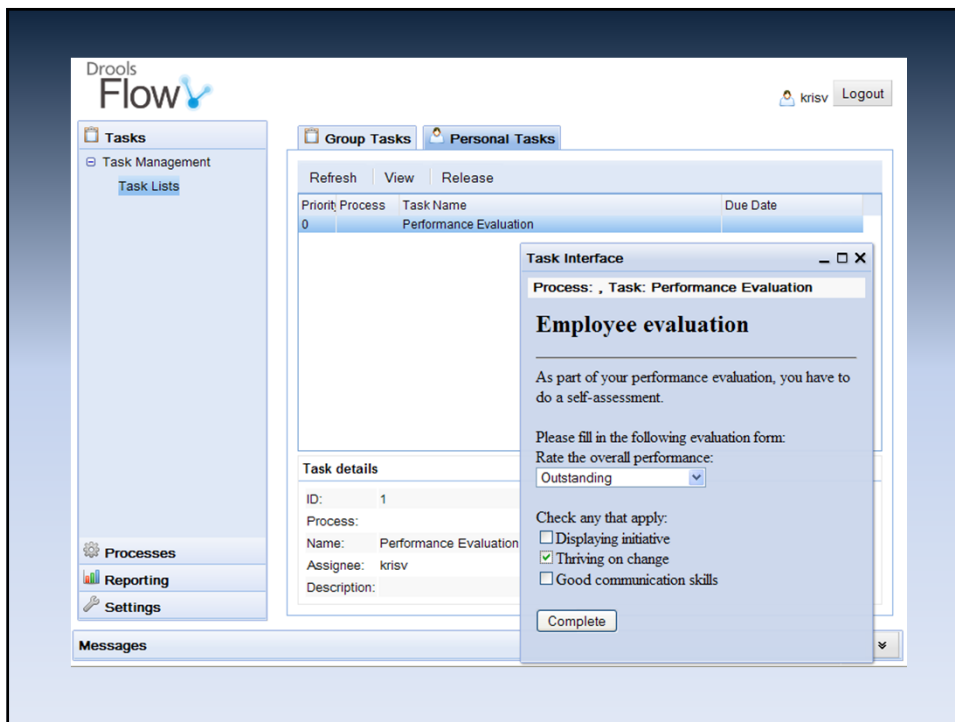 Drools
Flow
krisv Logout
Tasks
Task Management
Task Lists
Processes
Reporting
Settings
Group Tasks Personal Tasks
Refresh View Release
Priorit Process Task Name Due Date
0 Performance Evaluation
Task details
ID: 1
Process:
Name: Performance Evaluation
Assignee: krisv
Description:
Task Interface
Process: , Task: Performance Evaluation
Employee evaluation
As part of your performance evaluation, you have to
do a self-assessment.
Please fill in the following evaluation form:
Rate the overall performance:
Outstanding
Check any that apply:
Displaying initiative
Thriving on change
Good communication skills
Complete
Messages